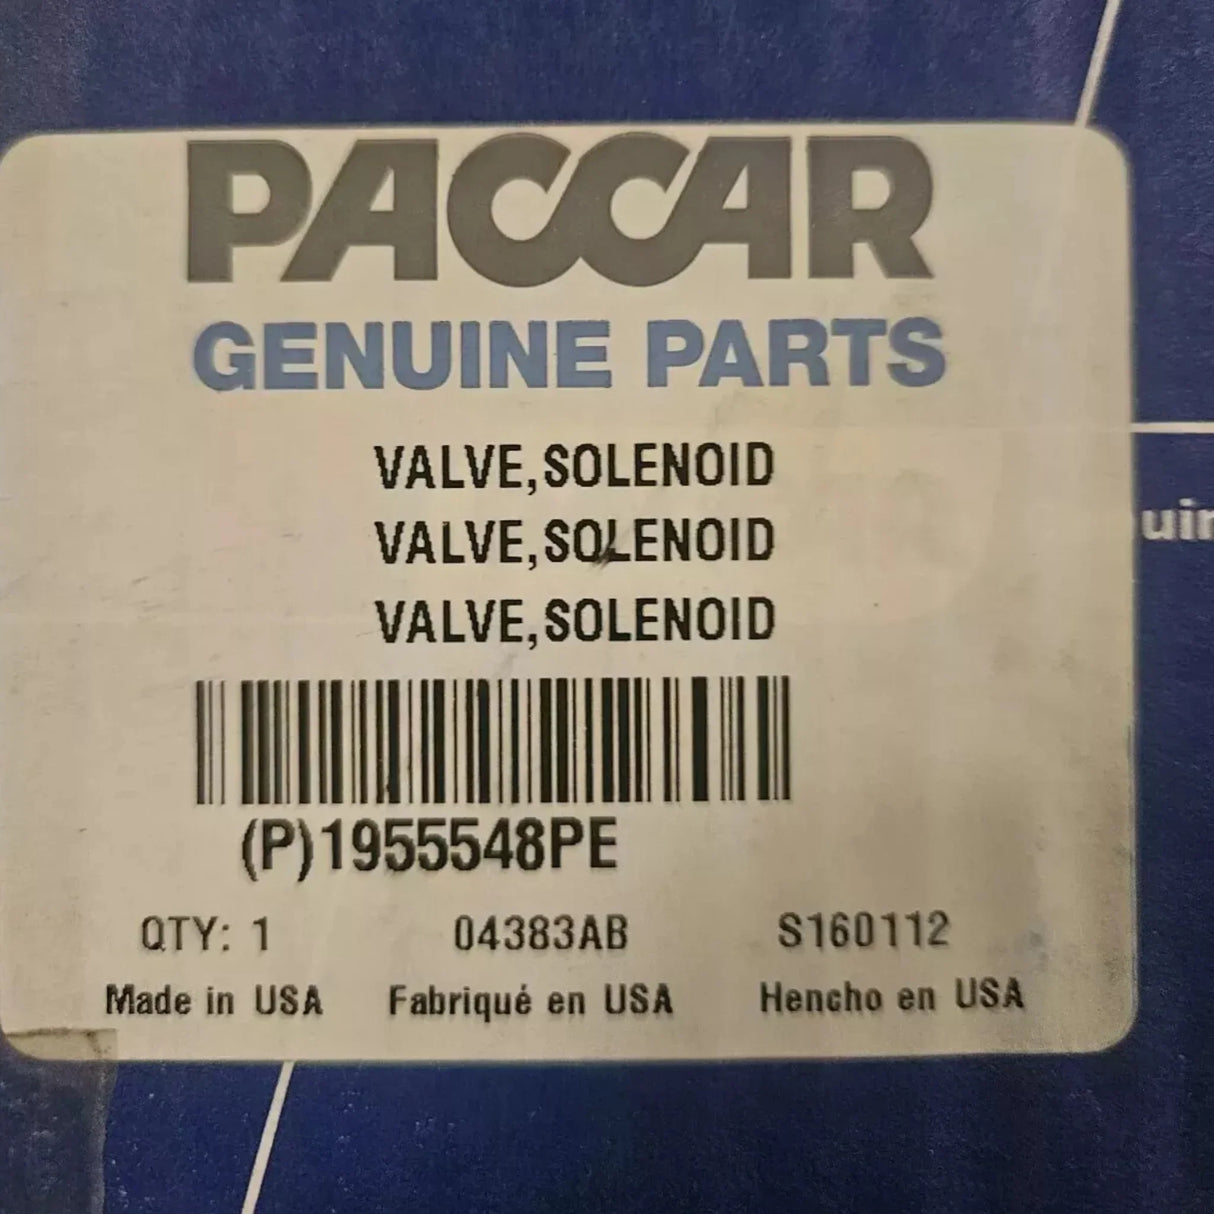 PACCAR
GENUINE PARTS
VALVE,SOLENOID
VALVE,SOLENOID
VALVE,SOLENOID
(P)1955548PE
QTY: 1 04383AB S160112
Made in USA Fabriqué en USA Hencho en USA